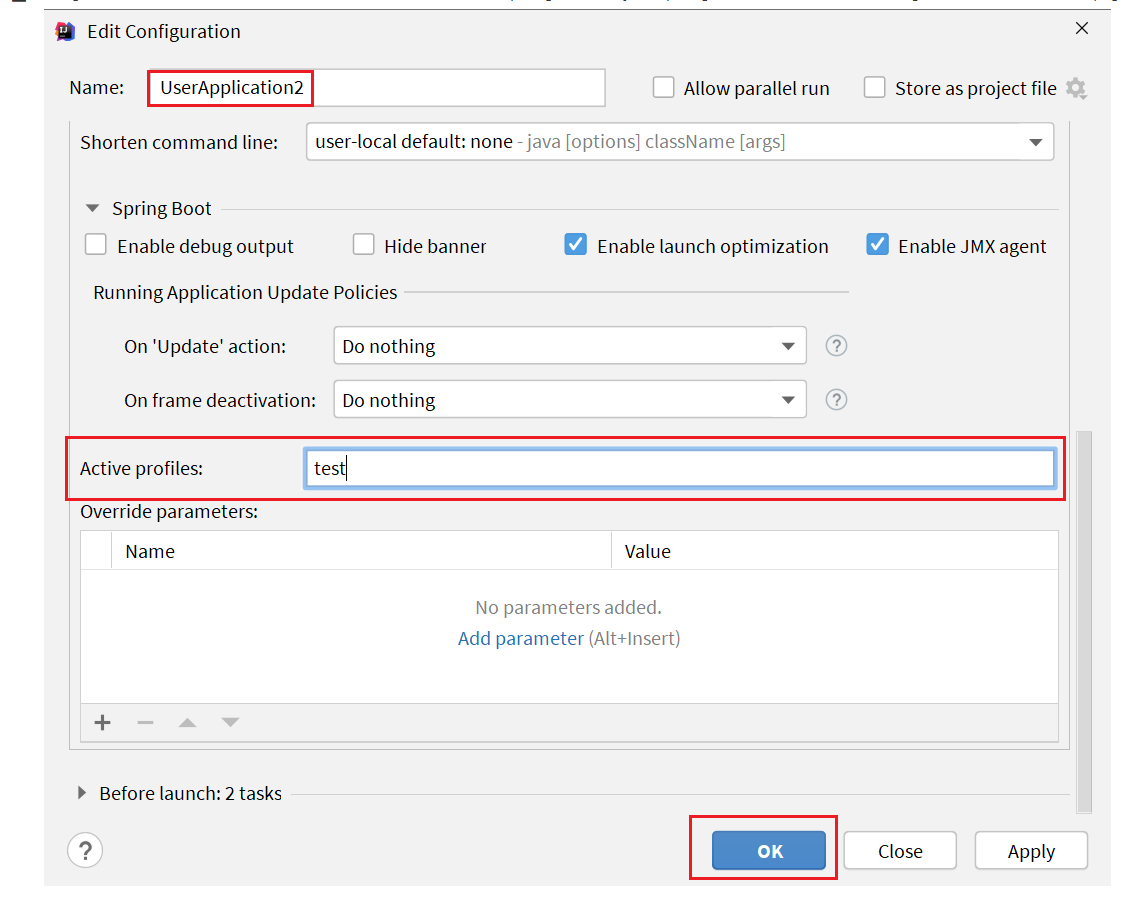 Edit Configuration
Name: UserApplication2 Allow parallel run Store as project file
Shorten command line: user-local default: none - java [options] className [args]
Spring Boot
Enable debug output Hide banner Enable launch optimization Enable JMX agent
Running Application Update Policies
On 'Update' action: Do nothing ?
On frame deactivation: Do nothing ?
Active profiles: test
Override parameters:
Name Value
No parameters added.
Add parameter (Alt+Insert)
Before launch: 2 tasks
? OK Close Apply